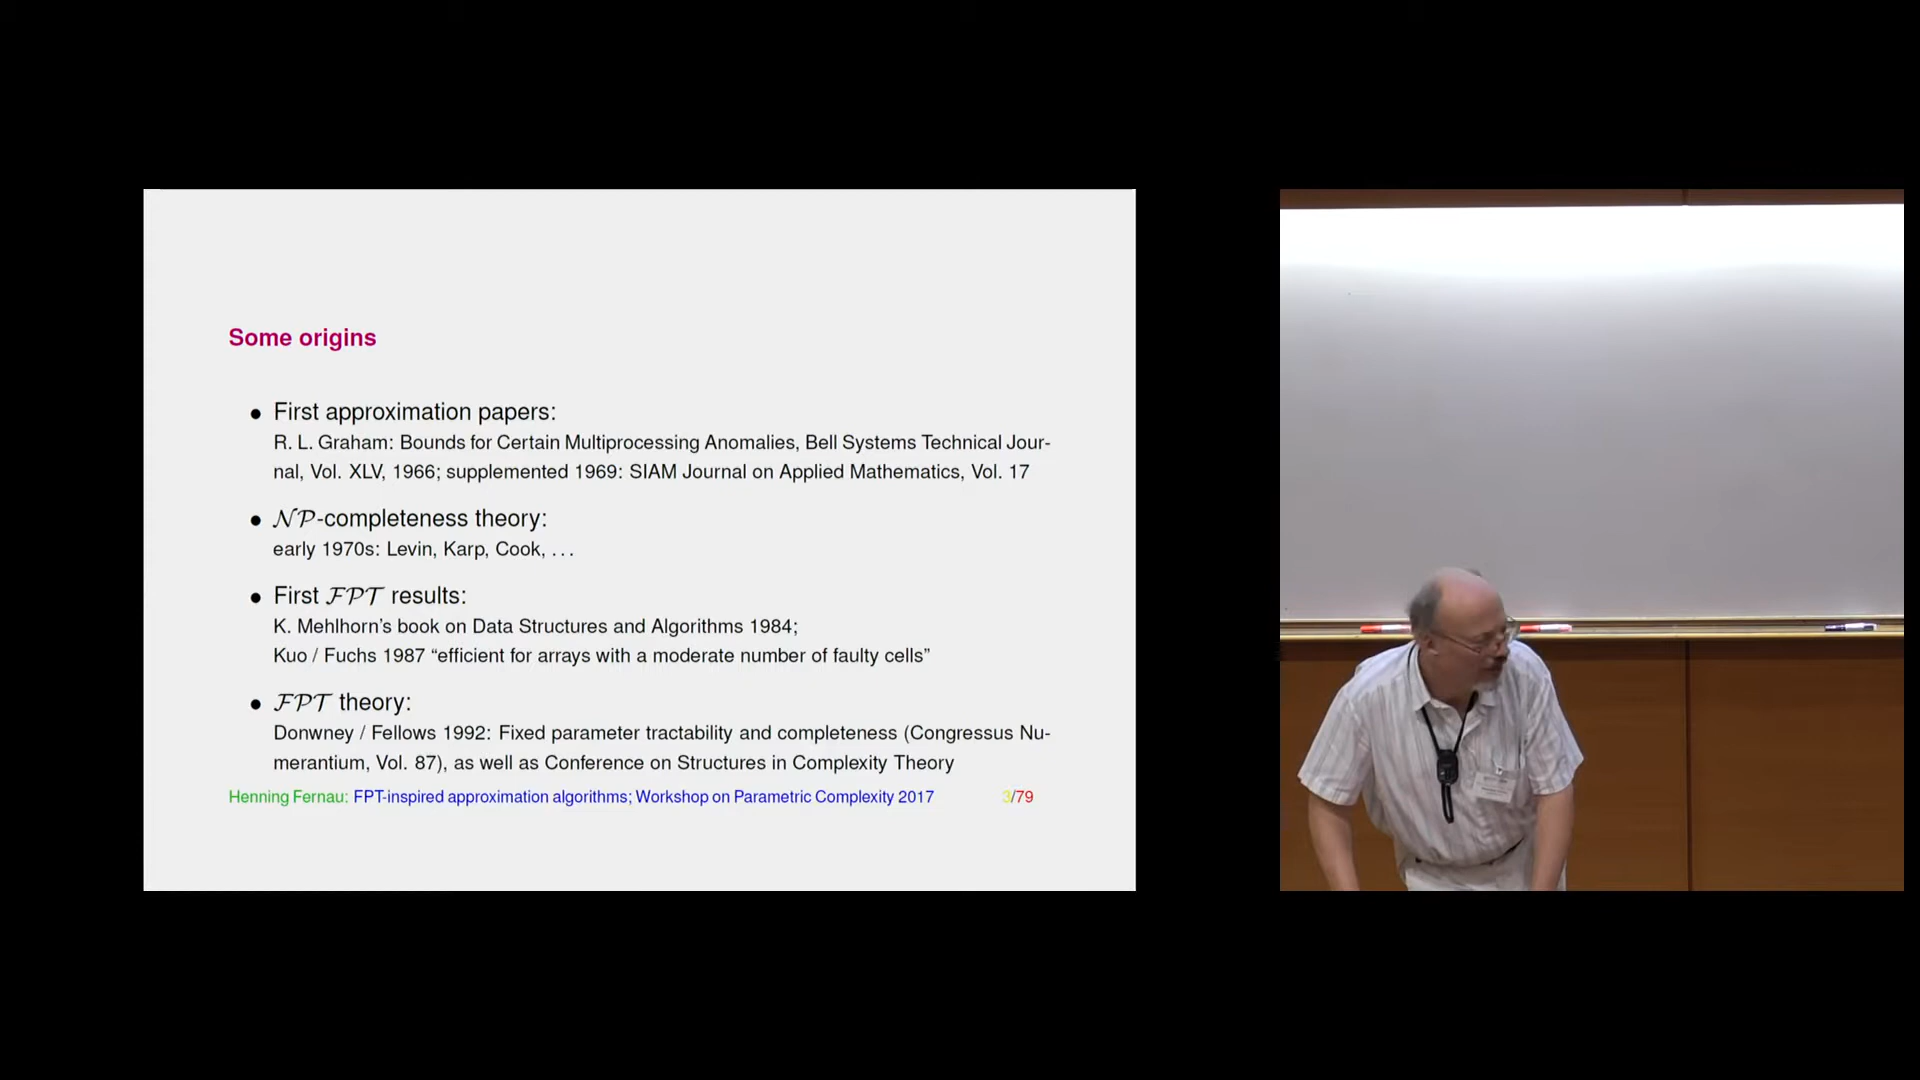 Some origins
● First approximation papers:
R. L. Graham: Bounds for Certain Multiprocessing Anomalies, Bell Systems Technical Jour-
nal, Vol. XLV, 1966; supplemented 1969: SIAM Journal on Applied Mathematics, Vol. 17
● NP-completeness theory:
early 1970s: Levin, Karp, Cook, ...
● First FPT results:
K. Mehlhorn's book on Data Structures and Algorithms 1984;
Kuo / Fuchs 1987 “efficient for arrays with a moderate number of faulty cells”
● FPT theory:
Donwney / Fellows 1992: Fixed parameter tractability and completeness (Congressus Nu-
merantium, Vol. 87), as well as Conference on Structures in Complexity Theory
Henning Fernau: FPT-inspired approximation algorithms; Workshop on Parametric Complexity 2017 3/79